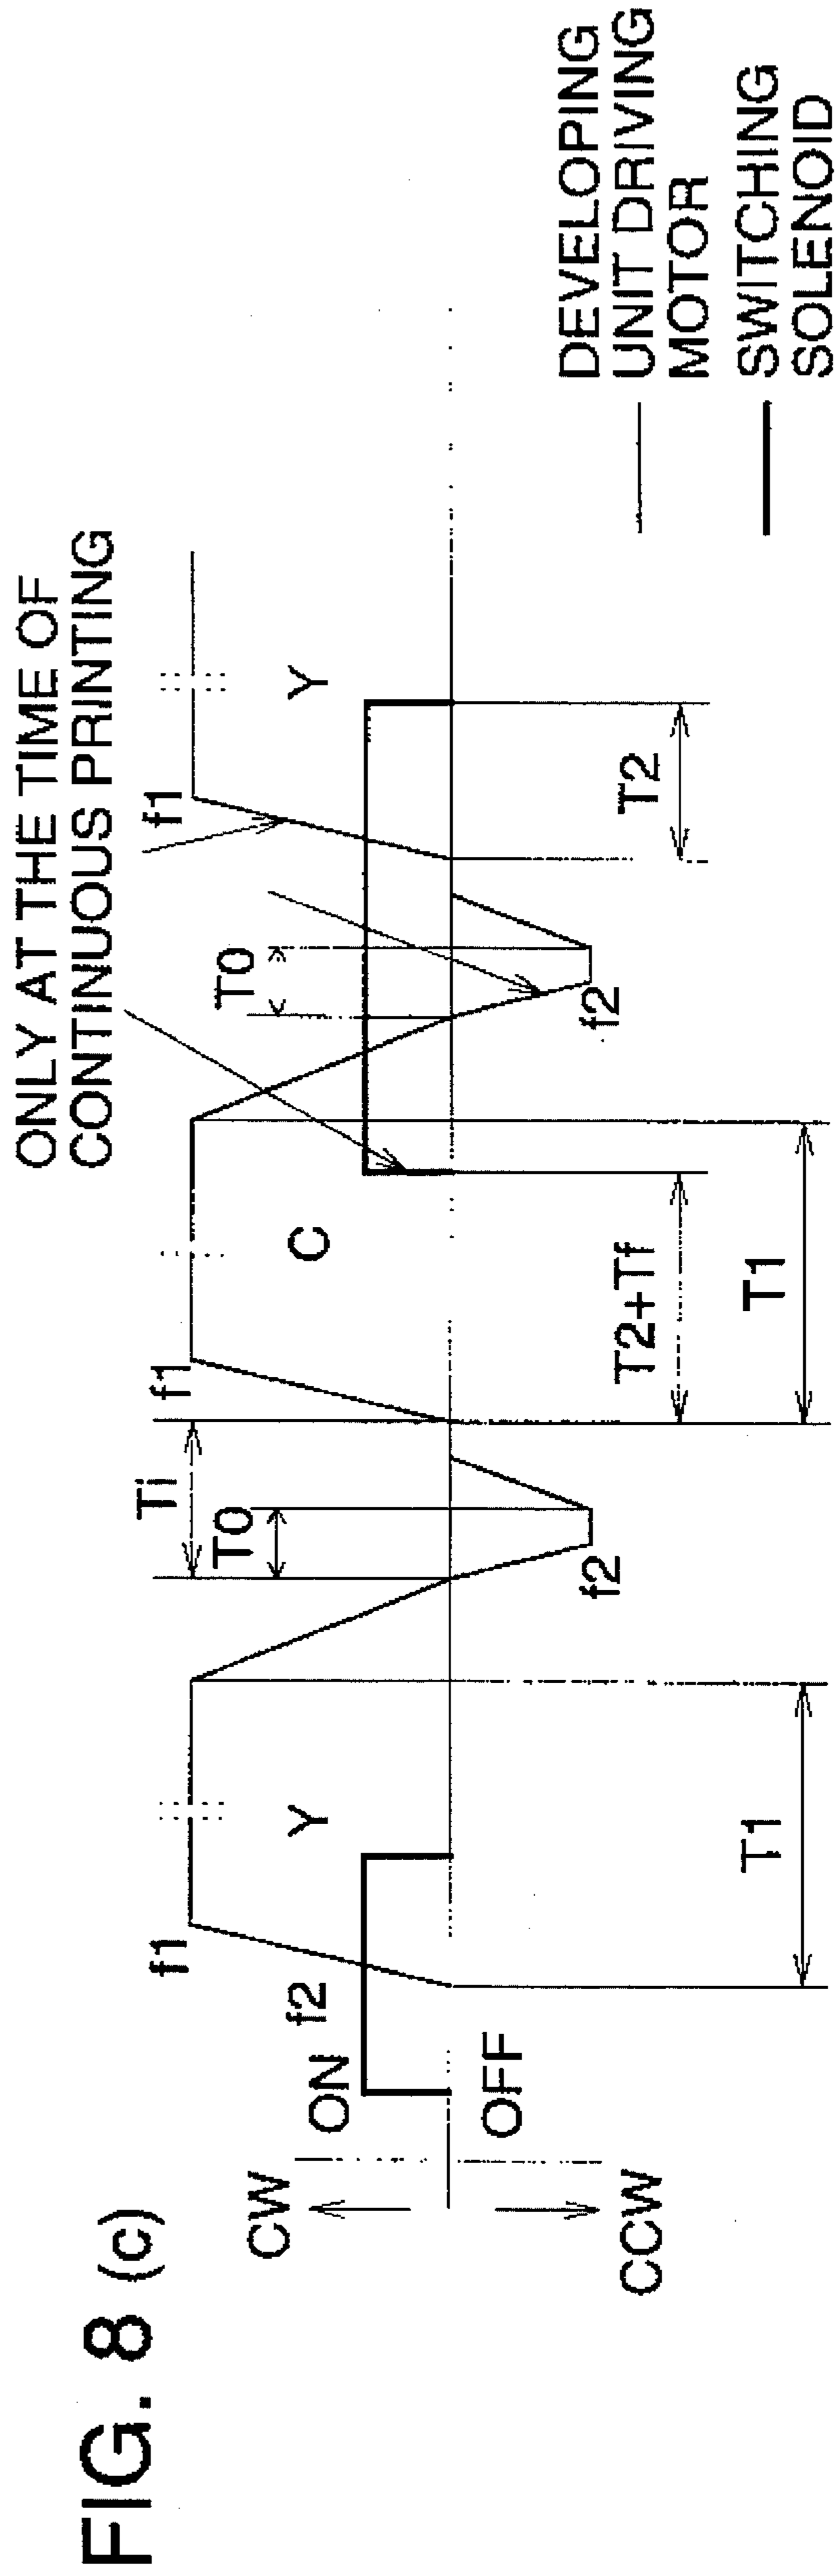 FIG. 8 (c)
ONLY AT THE TIME OF
CONTINUOUS PRINTING
CW
CCW
ON
OFF
f2
f1
Y
T1
f2
T0
Ti
f1
C
T2+Tf
T1
T0
f2
f1
Y
T2
DEVELOPING
UNIT DRIVING
MOTOR
SWITCHING
SOLENOID